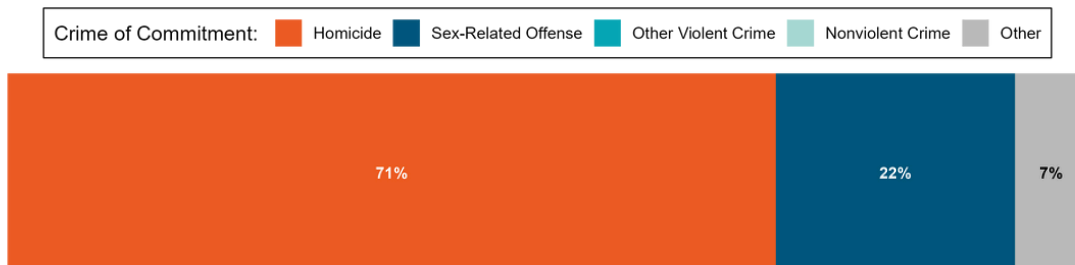 Crime of Commitment: Homicide Sex-Related Offense Other Violent Crime Nonviolent Crime Other
71% 22% 7%